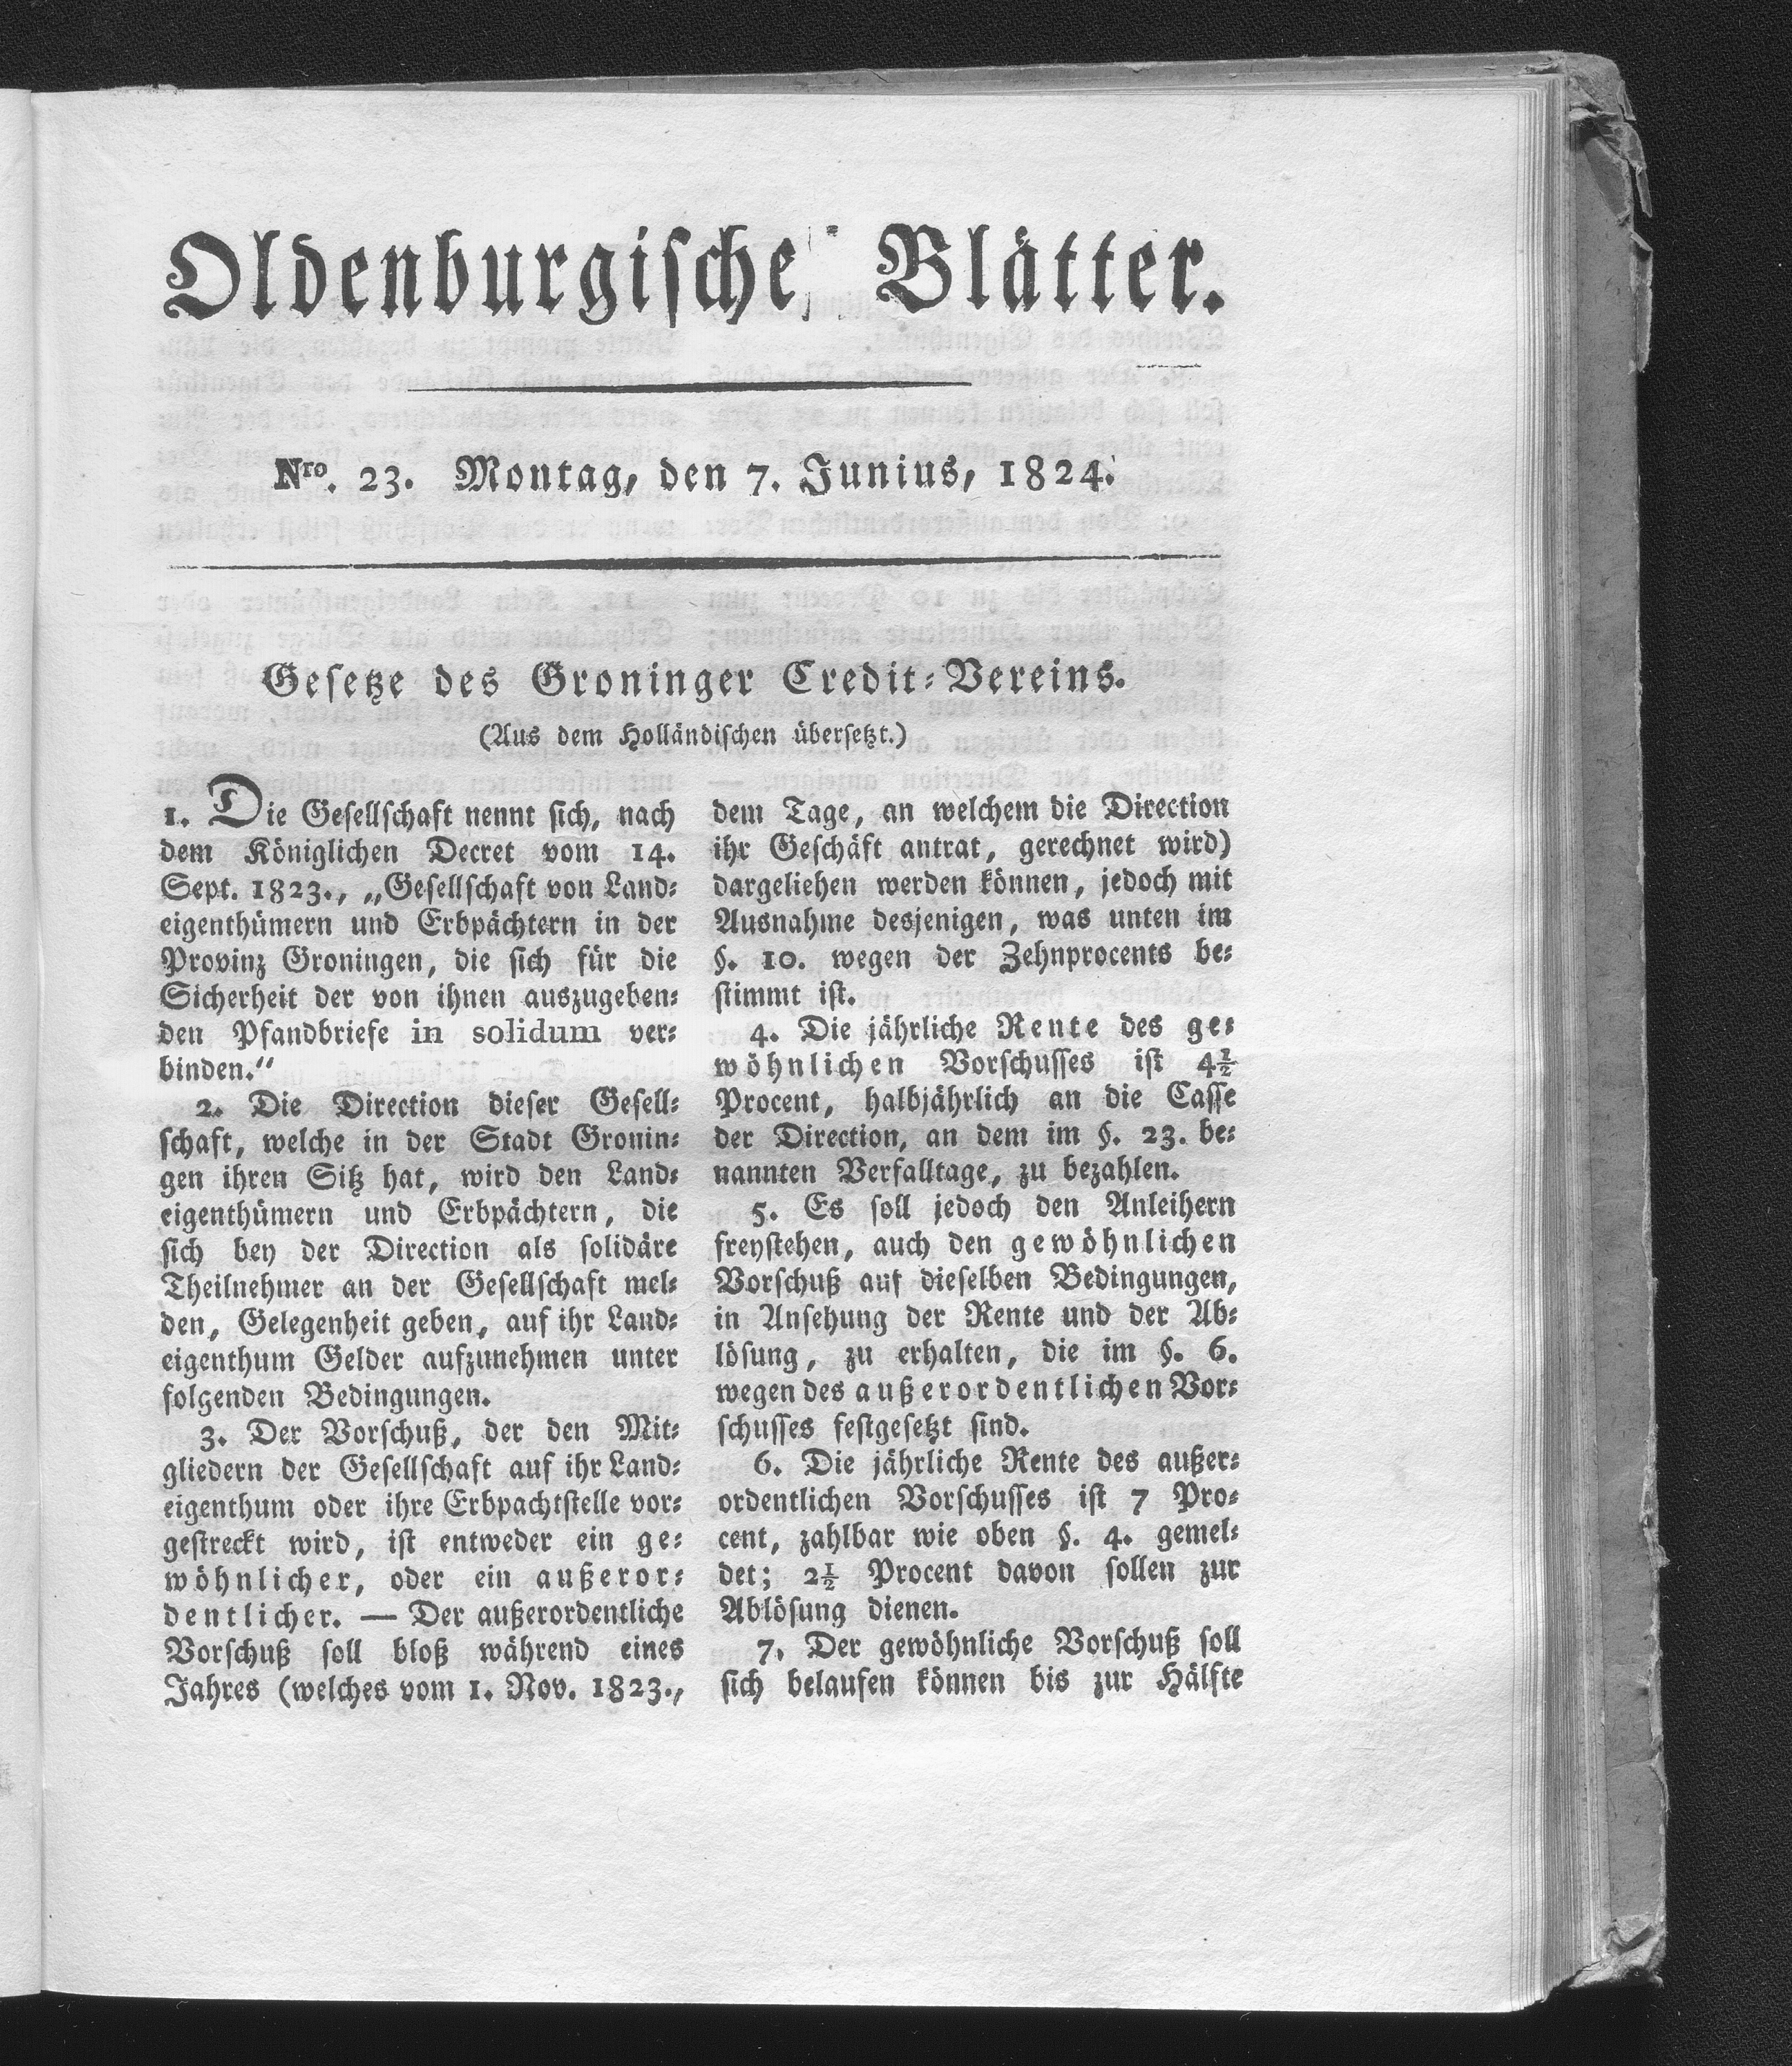 Oldenburgische Blätter.
Nro. 23. Montag, den 7. Junius, 1824.
Gesetze des Groninger Credit-Vereins.
(Aus dem Holländischen übersetzt.)
1. Die Gesellschaft nennt sich, nach
dem Königlichen Decret vom 14.
Sept. 1823., „Gesellschaft von Land-
eigenthümern und Erbpächtern in der
Provinz Groningen, die sich für die
Sicherheit der von ihnen auszugeben-
den Pfandbriefe in solidum ver-
binden.“
2. Die Direction dieser Gesell-
schaft, welche in der Stadt Gronin-
gen ihren Sitz hat, wird den Land-
eigenthümern und Erbpächtern, die
sich bey der Direction als solidäre
Theilnehmer an der Gesellschaft mel-
den, Gelegenheit geben, auf ihr Land-
eigenthum Gelder aufzunehmen unter
folgenden Bedingungen.
3. Der Vorschuß, der den Mit-
gliedern der Gesellschaft auf ihr Land-
eigenthum oder ihre Erbpachtstelle vor-
gestreckt wird, ist entweder ein ge-
wöhnlicher, oder ein außeror-
dentlicher. — Der außerordentliche
Vorschuß soll bloß während eines
Jahres (welches vom 1. Nov. 1823.,
dem Tage, an welchem die Direction
ihr Geschäft antrat, gerechnet wird)
dargeliehen werden können, jedoch mit
Ausnahme desjenigen, was unten im
§. 10. wegen der Zehnprocents be-
stimmt ist.
4. Die jährliche Rente des ge-
wöhnlichen Vorschusses ist 4½
Procent, halbjährlich an die Casse
der Direction, an dem im §. 23. be-
nannten Verfalltage, zu bezahlen.
5. Es soll jedoch den Anleihern
freystehen, auch den gewöhnlichen
Vorschuß auf dieselben Bedingungen,
in Ansehung der Rente und der Ab-
lösung, zu erhalten, die im §. 6.
wegen des außerordentlichen Vor-
schusses festgesetzt sind.
6. Die jährliche Rente des außer-
ordentlichen Vorschusses ist 7 Pro-
cent, zahlbar wie oben §. 4. gemel-
det; 2½ Procent davon sollen zur
Ablösung dienen.
7. Der gewöhnliche Vorschuß soll
sich belaufen können bis zur Hälfte